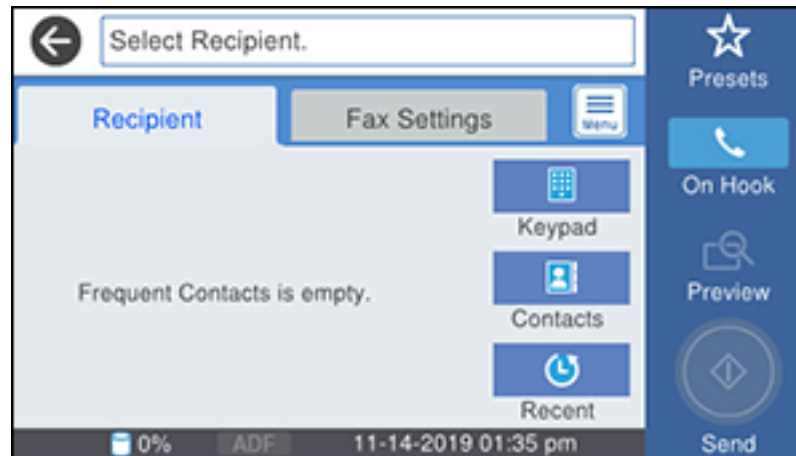 Select Recipient.
Presets
Recipient
Fax Settings
Menu
On Hook
Keypad
Frequent Contacts is empty.
Preview
Contacts
Recent
0%
ADF
11-14-2019 01:35 pm
Send